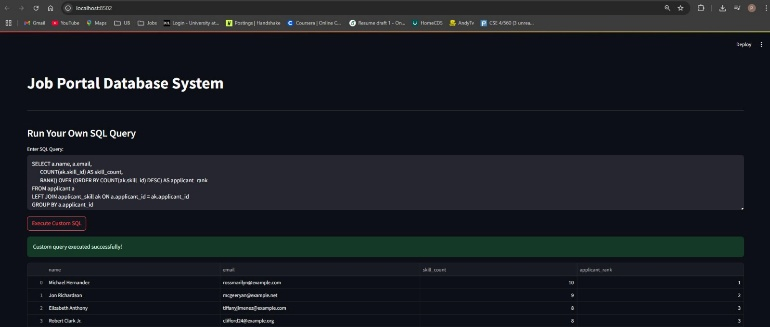 localhost:8502
Gmail YouTube Maps UB Jobs Login - University at... Postings | Handshake Coursera | Online C... Resume draft 1 - On... HomeCDS AndyTv CSE 4/560 (3 unrea...
Deploy
Job Portal Database System
Run Your Own SQL Query
Enter SQL Query:
SELECT a.name, a.email,
COUNT(ak.skill_id) AS skill_count,
RANK() OVER (ORDER BY COUNT(ak.skill_id) DESC) AS applicant_rank
FROM applicant a
LEFT JOIN applicant_skill ak ON a.applicant_id = ak.applicant_id
GROUP BY a.applicant_id
Execute Custom SQL
Custom query executed successfully!
name email skill_count applicant_rank
0 Michael Hernander rossmarilyn@example.com 10 1
1 Jon Richardson mcgeeryan@example.net 9 2
2 Elizabeth Anthony tiffanyjimenez@example.com 8 3
3 Robert Clark Jr. clifford24@example.org 8 3